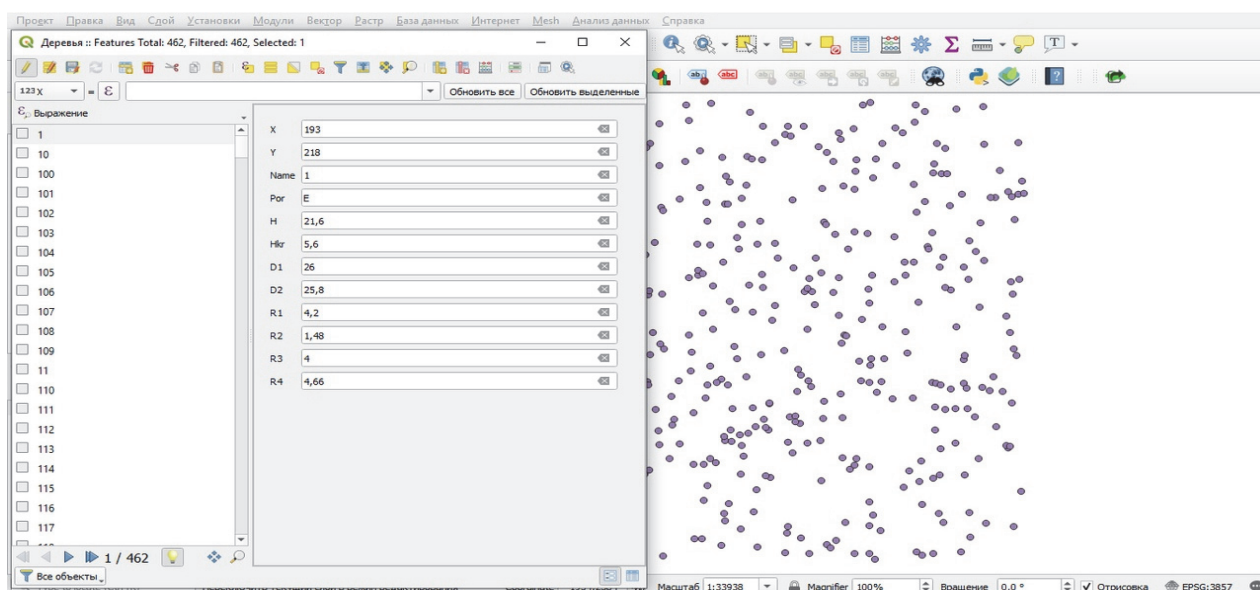 Проект Правка Вид Слой Установки Модули Вектор Растр База данных Интернет Mesh Анализ данных Справка
Деревья :: Features Total: 462, Filtered: 462, Selected: 1
123 X = ε Обновить все Обновить выделенные
Выражение
1
10
100
101
102
103
104
105
106
107
108
109
11
110
111
112
113
114
115
116
117
X 193
Y 218
Name 1
Por E
H 21,6
Hkr 5,6
D1 26
D2 25,8
R1 4,2
R2 1,48
R3 4
R4 4,66
1 / 462
Все объекты
Масштаб 1:33938 Magnifier 100% Вращение 0,0 ° Отрисовка EPSG:3857